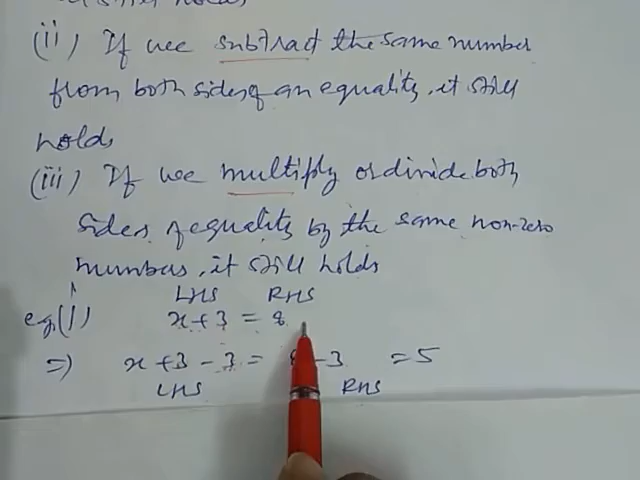 (ii) If we subtract the same number
from both sides of an equality, it still
holds
(iii) If we multiply or divide both
sides of equality by the same non-zero
number, it still holds
LHS RHS
eg(1) x+3 = 8
=) x+3-3 = 8-3 = 5
LHS RHS